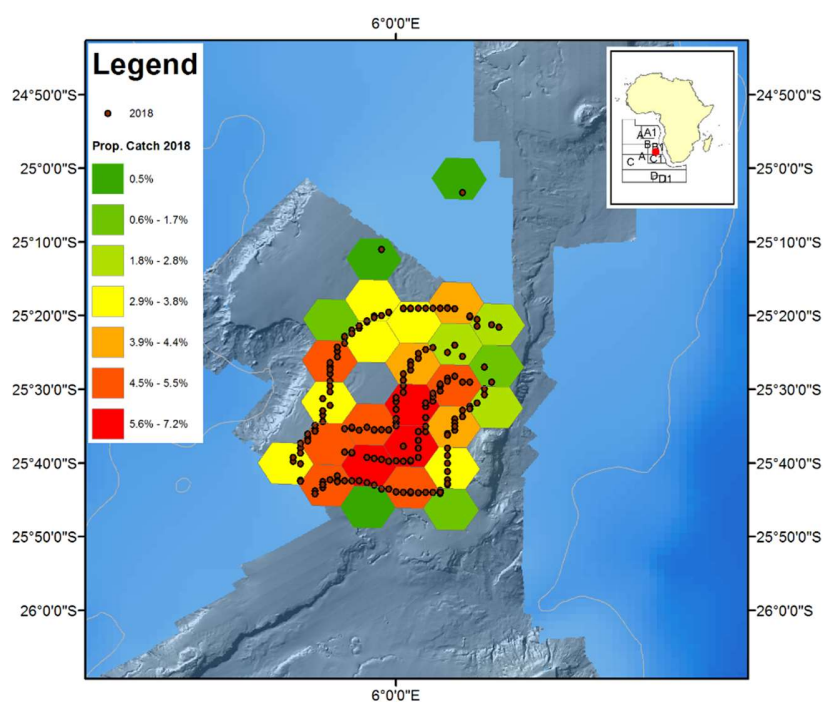 6°0'0"E
Legend
2018
Prop. Catch 2018
0.5%
0.6% - 1.7%
1.8% - 2.8%
2.9% - 3.8%
3.9% - 4.4%
4.5% - 5.5%
5.6% - 7.2%
24°50'0"S
25°0'0"S
25°10'0"S
25°20'0"S
25°30'0"S
25°40'0"S
25°50'0"S
26°0'0"S
A A1
B B1
C A C1
D D1
24°50'0"S
25°0'0"S
25°10'0"S
25°20'0"S
25°30'0"S
25°40'0"S
25°50'0"S
26°0'0"S
6°0'0"E